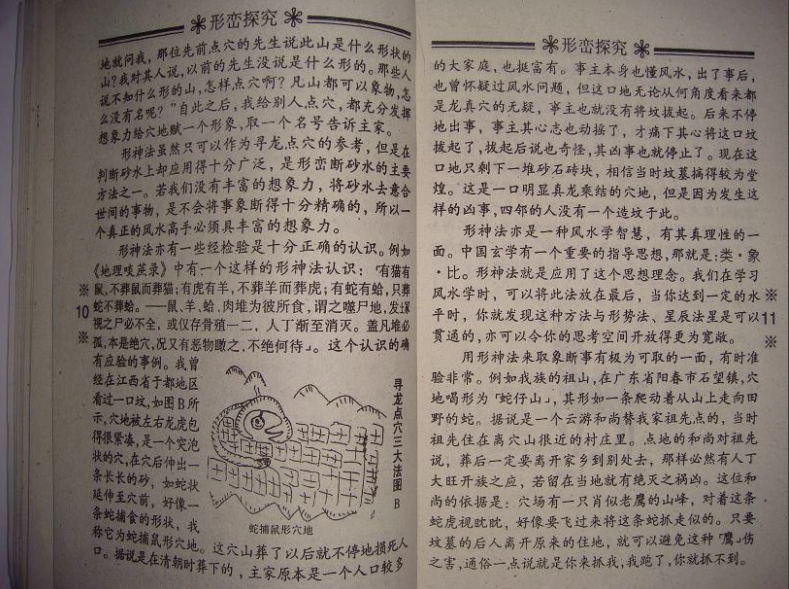 形峦探究
地就问我，那位先前点穴的先生说此山是什么形状的
山？我对其人说，以前的先生没说是什么形的。那些人
说不知什么形的山，怎样点穴啊？凡山都可以象物，怎
么没有名呢？"自此之后，我给别人点穴，都充分发挥
想象力给穴地赋一个形象，取一个名号告诉主家。
形神法虽然只可以作为寻龙点穴的参考，但是在
判断砂水上却应用得十分广泛，是形峦断砂水的主要
方法之一。若我们没有丰富的想象力，将砂水去意会
世间的事物，是不会将事象断得十分精确的，所以一
个真正的风水高手必须具丰富的想象力。
形神法亦有一些经检验是十分正确的认识。例如
《地理啖蔗录》中有一个这样的形神法认识：「有猫有
鼠，不葬鼠而葬猫；有虎有羊，不葬羊而葬虎；有蛇有蛤，只葬
蛇不葬蛤。——鼠、羊、蛤、肉堆为彼所食，谓之噬尸地，发
视之尸必不全，或仅存骨殖一二，人丁渐至消灭。盖凡堆必
孤，本是绝穴，况又有恶物瞰之，不绝何待」。这个认识的确
有应验的事例。我曾
经在江西省于都地区
看过一口坟，如图B所
示，穴地被左右龙虎包
得很紧凑，是一个突泡
状的穴，在穴后伸出一
条长长的砂，如蛇状
延伸至穴前，好像一
条蛇捕食的形状，我
称它为蛇捕鼠形穴地。这穴山葬了以后就不停地损死人
口。据说是在清朝时葬下的，主家原本是一个人口较多
寻龙点穴三大法图B
蛇捕鼠形穴地
※
10
※
形峦探究
的大家庭，也挺富有。事主本身也懂风水，出了事后，
也曾怀疑过风水问题，但这口地无论从何角度看来都
是龙真穴的无疑，事主也就没有将坟拔起。后来不停
地出事，事主其心志也动摇了，才痛下其心将这口坟
拔起了，拔起后说也奇怪，其凶事也就停止了。现在这
口地只剩下一堆砂石砖块，相信当时坟墓搞得较为堂
煌。这是一口明显真龙乘结的穴地，但是因为发生这
样的凶事，四邻的人没有一个造坟于此。
形神法亦是一种风水学智慧，有其真理性的一
面。中国玄学有一个重要的指导思想，那就是：类·象
·比。形神法就是应用了这个思想理念。我们在学习
风水学时，可以将此法放在最后，当你达到一定的水
平时，你就发现这种方法与形势法、星辰法星是可以
贯通的，亦可以令你的思考空间开放得更为宽敞。
用形神法来取象断事有极为可取的一面，有时准
验非常。例如我族的祖山，在广东省阳春市石望镇，穴
地喝形为「蛇仔山」，其形如一条爬动着从山上走向田
野的蛇。据说是一个云游和尚替我家祖先点的，当时
祖先住在离穴山很近的村庄里。点地的和尚对祖先
说，葬后一定要离开家乡到别处去，那样必然有人丁
大旺开族之应，若留在当地就有绝灭之祸凶。这位和
尚的依据是：穴场有一只肖似老鹰的山峰，对着这条
蛇虎视眈眈，好像要飞过来将这条蛇抓走似的。只要
坟墓的后人离开原来的住地，就可以避免这种「鹰」伤
之害，通俗一点说就是你来抓我，我跑了，你就抓不到。
※
11
※